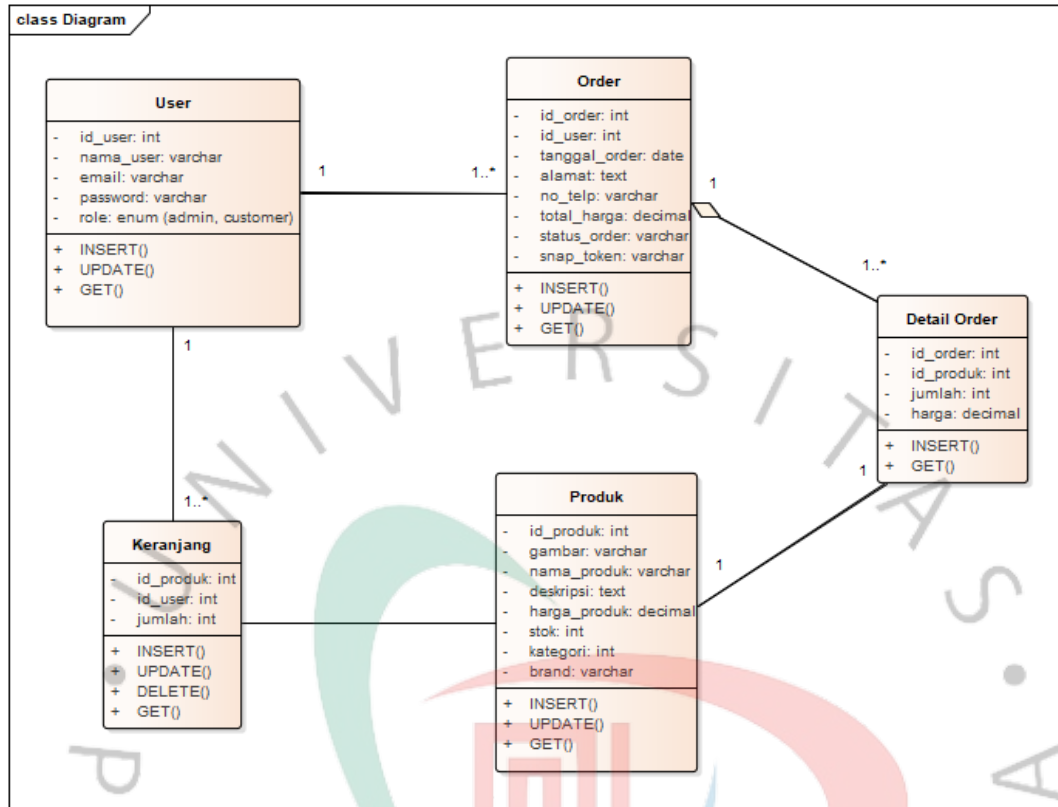 class Diagram
User
- id_user: int
- nama_user: varchar
- email: varchar
- password: varchar
- role: enum (admin, customer)
+ INSERT()
+ UPDATE()
+ GET()
1
1..*
Order
- id_order: int
- id_user: int
- tanggal_order: date
- alamat: text
- no_telp: varchar
- total_harga: decimal
- status_order: varchar
- snap_token: varchar
+ INSERT()
+ UPDATE()
+ GET()
1
1..*
Detail Order
- id_order: int
- id_produk: int
- jumlah: int
- harga: decimal
+ INSERT()
+ GET()
1
1
1
1..*
Keranjang
- id_produk: int
- id_user: int
- jumlah: int
+ INSERT()
+ UPDATE()
+ DELETE()
+ GET()
Produk
- id_produk: int
- gambar: varchar
- nama_produk: varchar
- deskripsi: text
- harga_produk: decimal
- stok: int
- kategori: int
- brand: varchar
+ INSERT()
+ UPDATE()
+ GET()
P
UNIVERSITAS
A